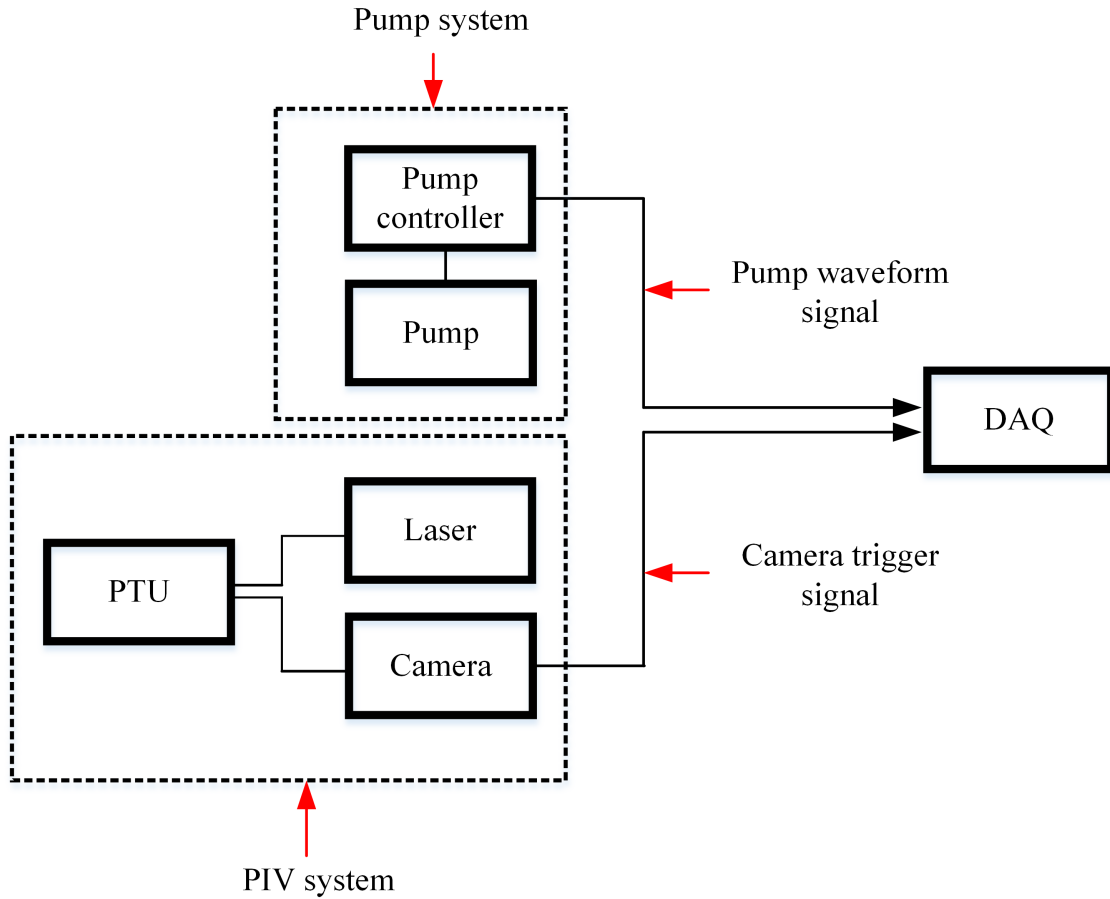 Pump system
Pump
controller
Pump waveform
signal
Pump
DAQ
Laser
PTU
Camera trigger
signal
Camera
PIV system